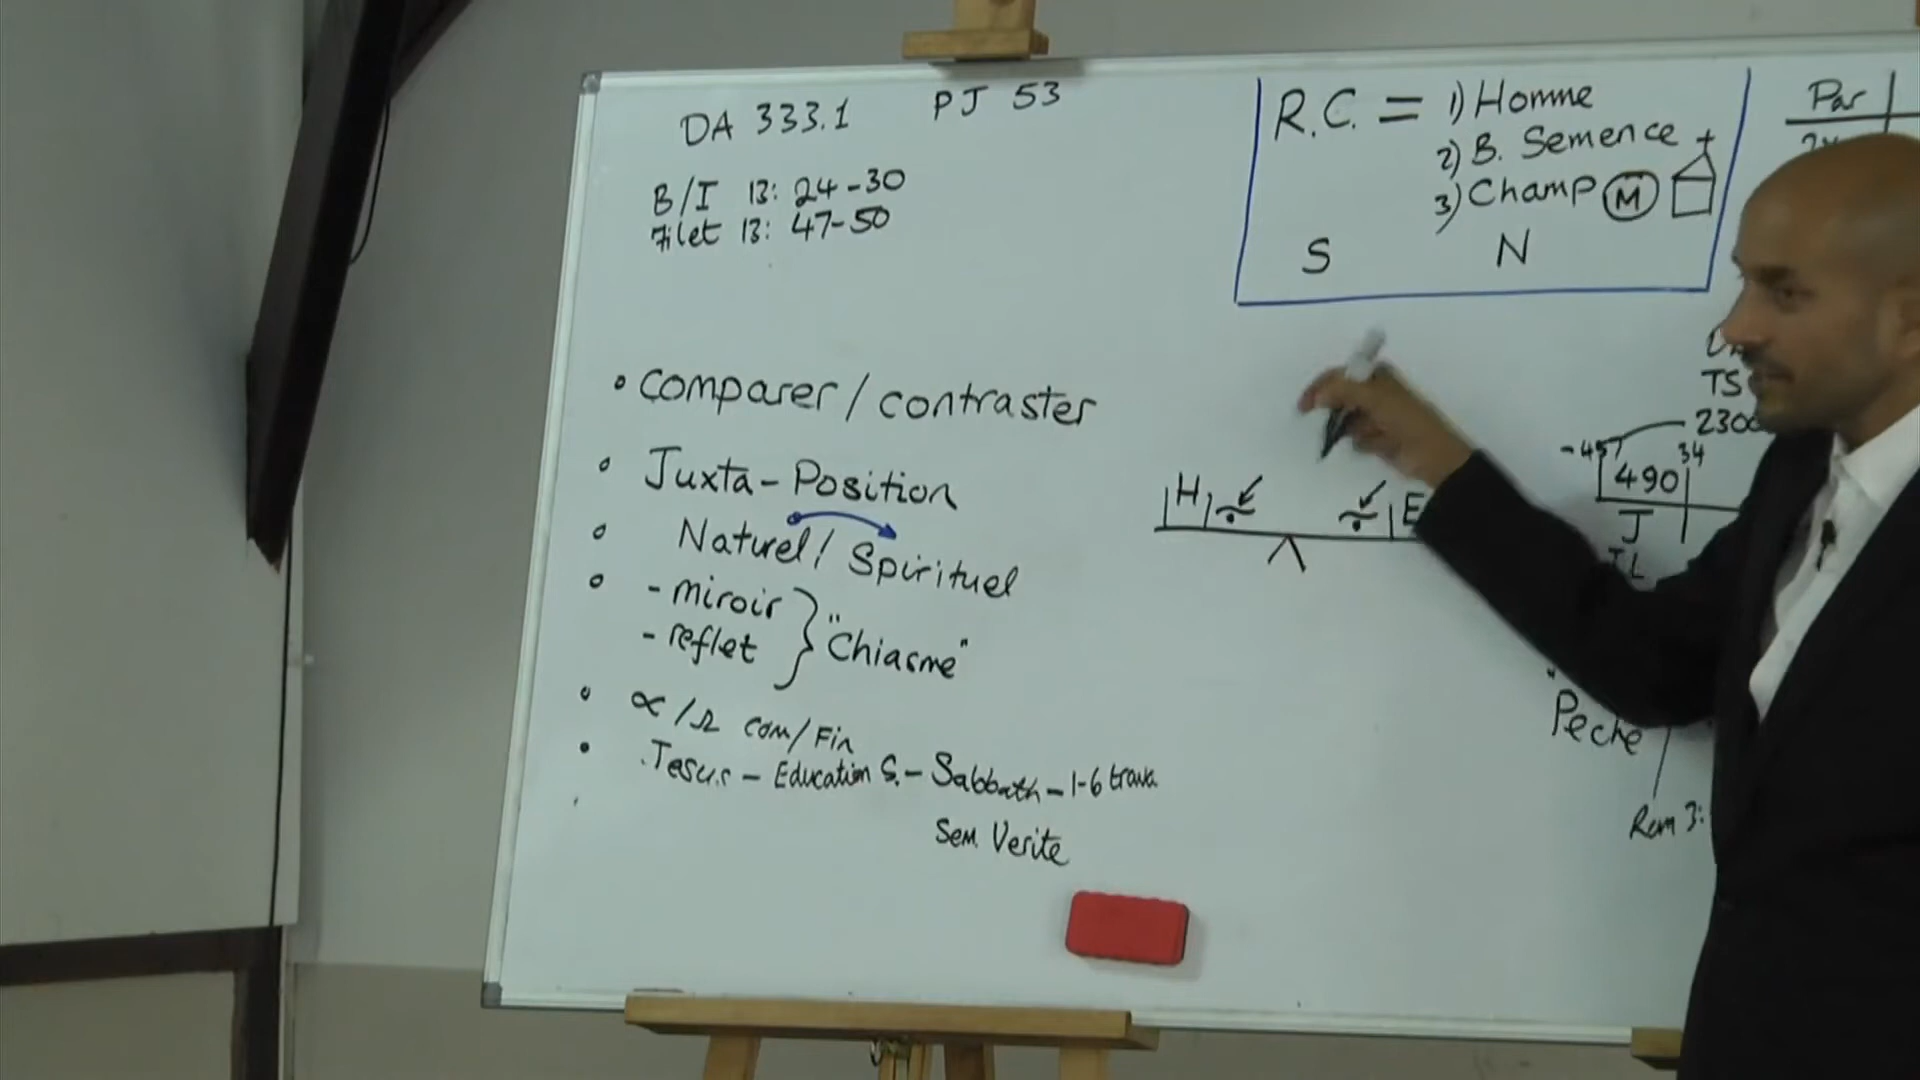 DA 333.1 PJ 53
B/I 13: 24-30
Filet 13: 47-50
• comparer / contraster
• Juxta-Position
• Naturel / Spirituel
• - miroir
- reflet } "Chiasme"
• ∝/Ω com/Fin
• Jesus - Education S. - Sabbath - 1-6 trava
Sem Verite
R.C. = 1) Homme
2) B. Semence
3) Champ M
S N
H E
Par
TS
2300
-457 34
490
J
IL
"Peche
Rom 3: